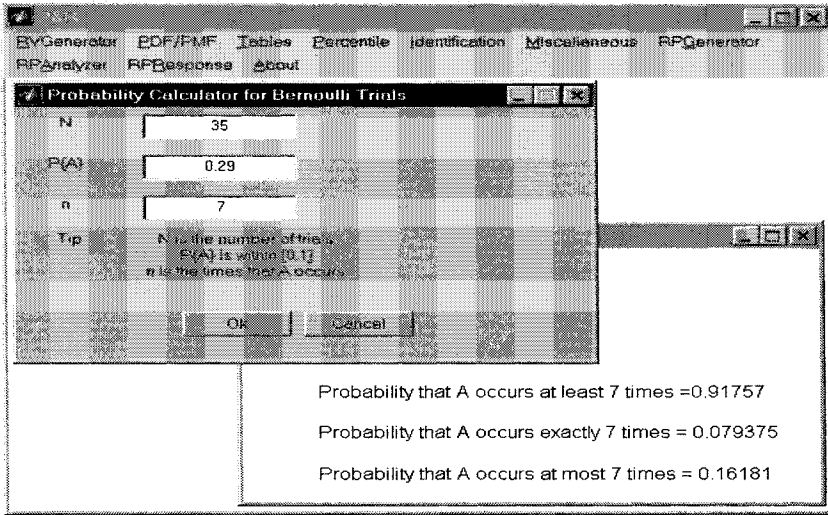 RVGenerator PDF/PMF Tables Percentile Identification Miscellaneous RPGenerator
RPAnalyzer RPResponse About
Probability Calculator for Bernoulli Trials
N 35
P(A) 0.29
n 7
Tip N is the number of trials
P(A) is within [0,1]
n is the times that A occurs
Ok Cancel
Probability that A occurs at least 7 times =0.91757
Probability that A occurs exactly 7 times = 0.079375
Probability that A occurs at most 7 times = 0.16181